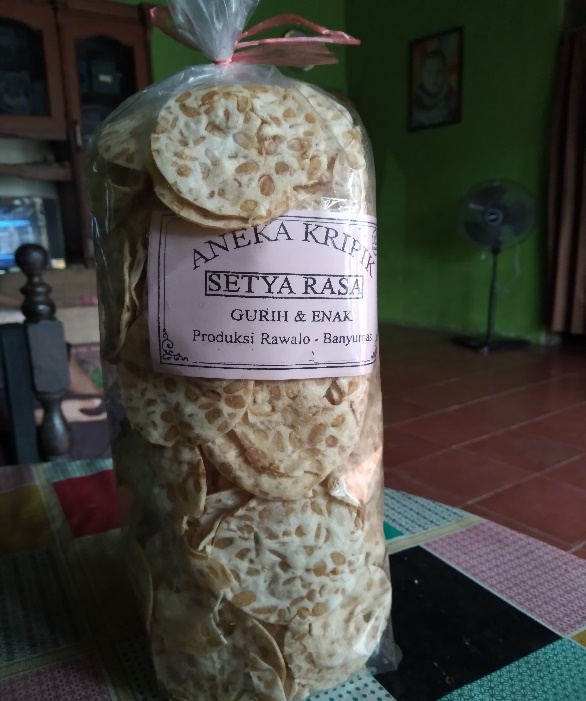 ANEKA KRIPIK
SETYA RASA
GURIH & ENAK
Produksi Rawalo - Banyumas